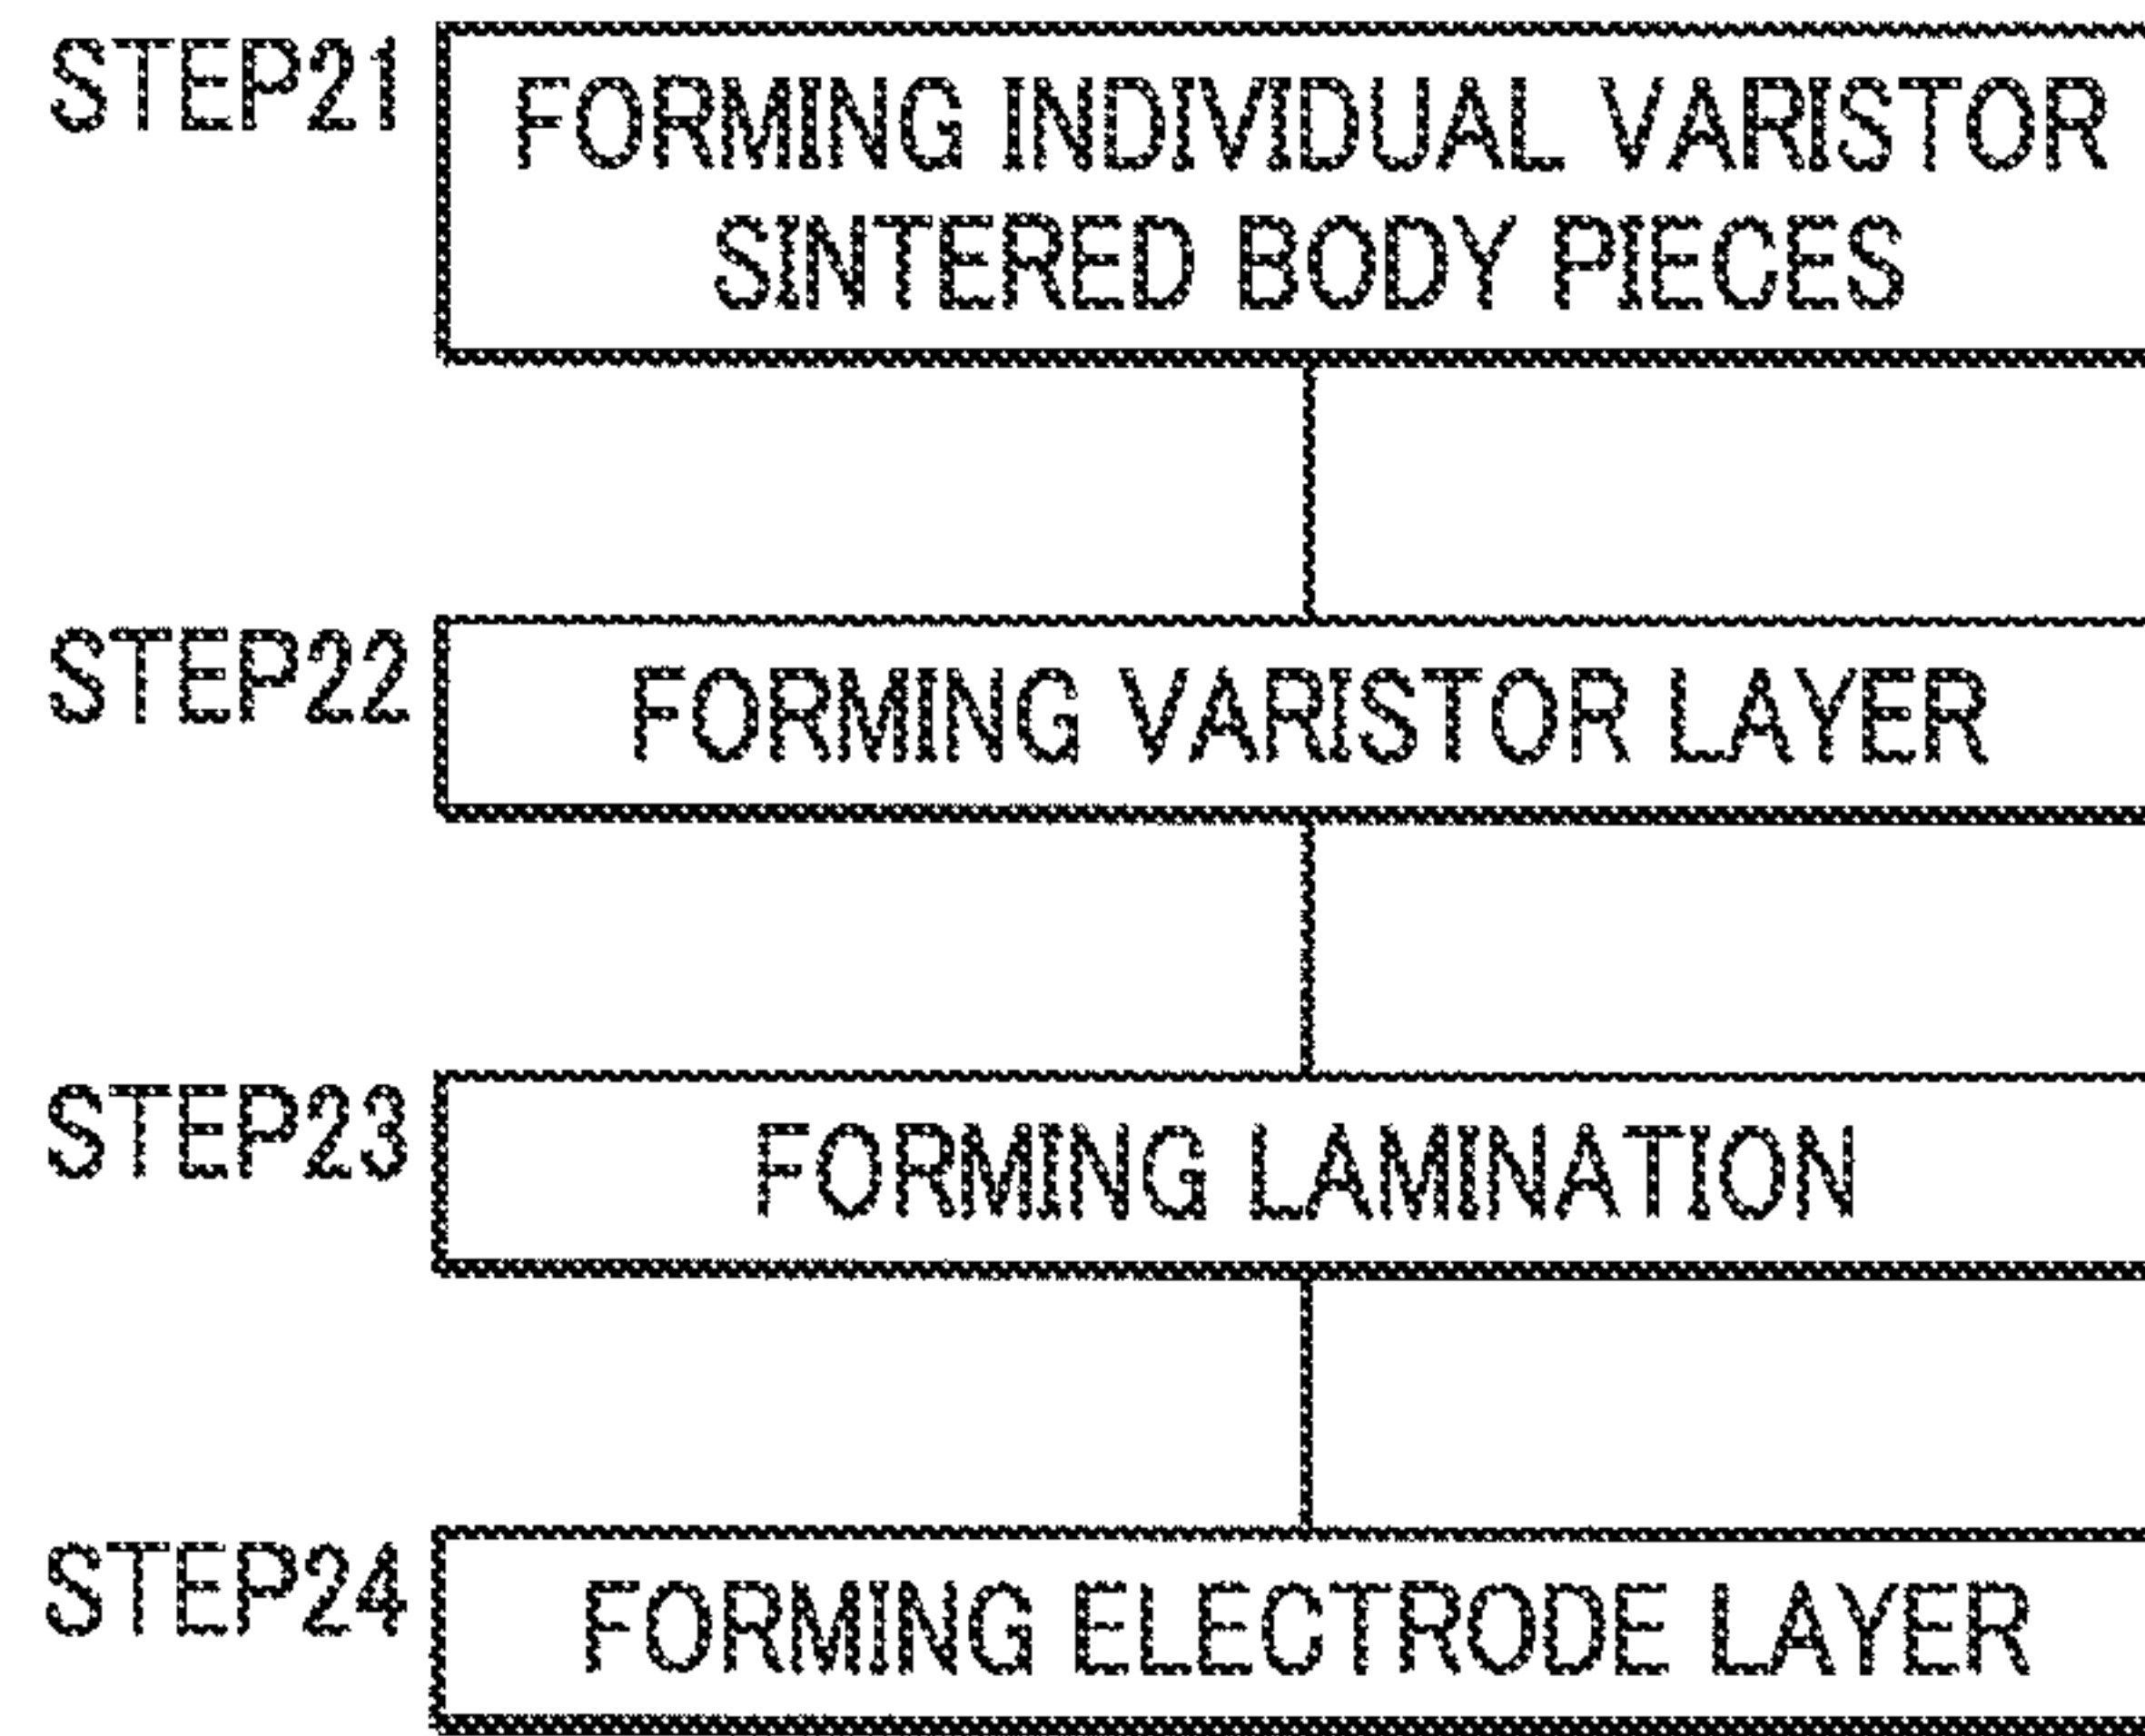 STEP21
FORMING INDIVIDUAL VARISTOR
SINTERED BODY PIECES
STEP22
FORMING VARISTOR LAYER
STEP23
FORMING LAMINATION
STEP24
FORMING ELECTRODE LAYER